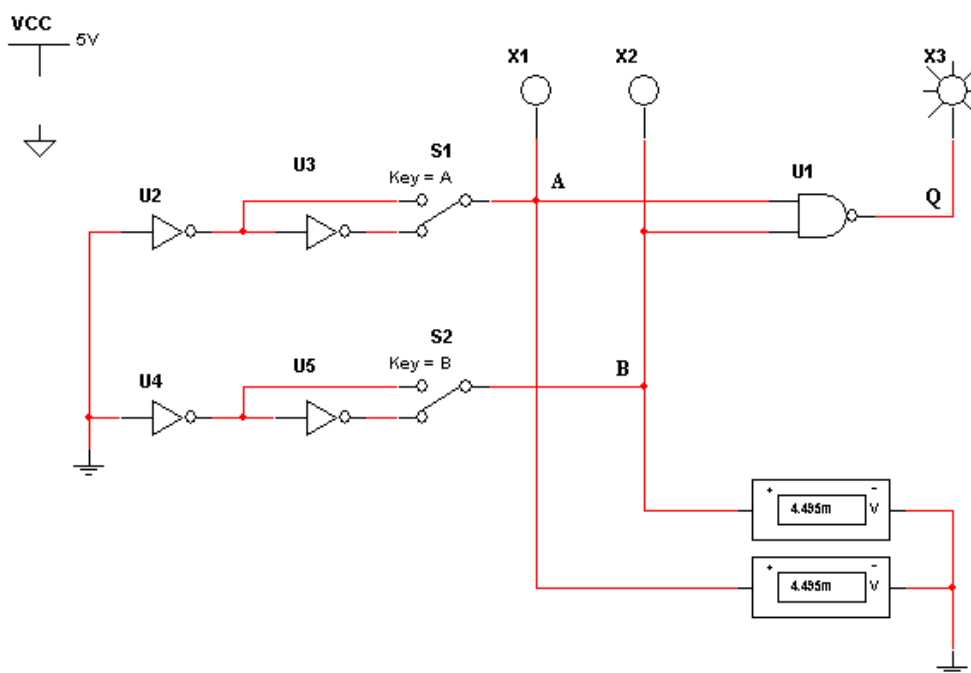 VCC
5V
X1
X2
X3
S1
U3
Key = A
A
U1
U2
Q
S2
Key = B
B
U4
U5
+ -
4.495m V
+ -
4.495m V